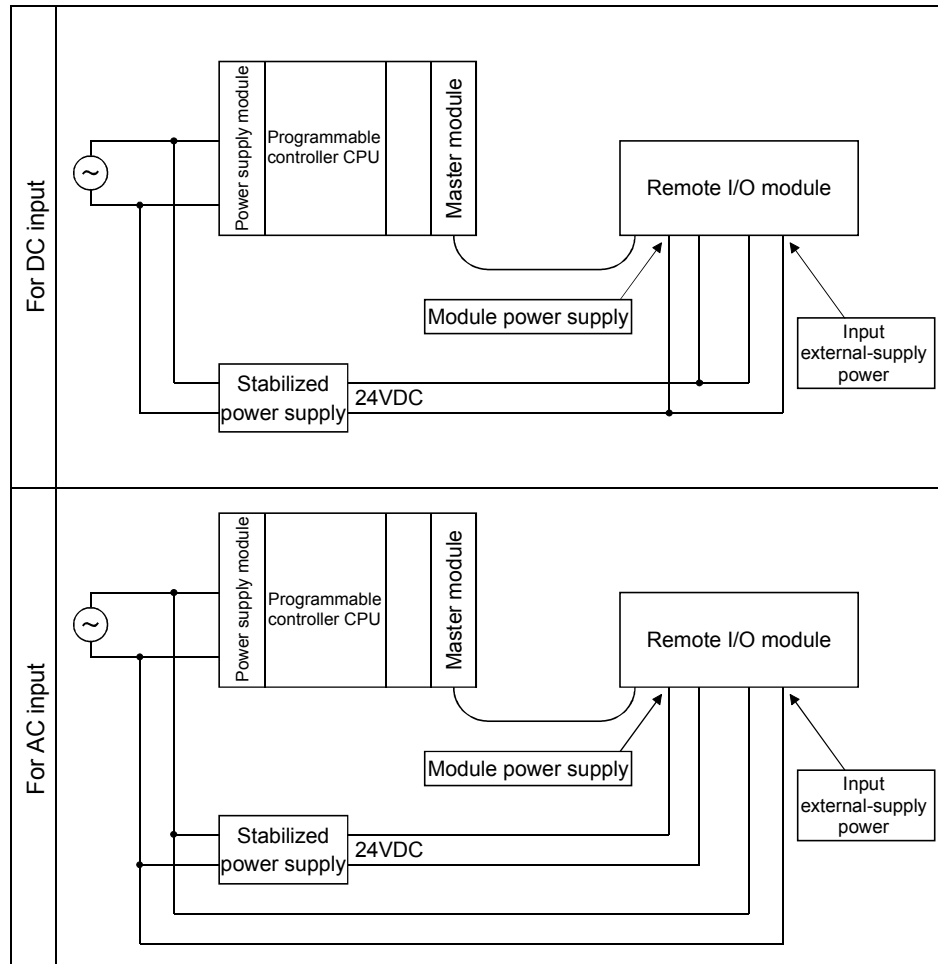 For DC input
Power supply module
Programmable
controller CPU
Master module
~
Remote I/O module
Module power supply
Input
external-supply
power
Stabilized
power supply
24VDC
For AC input
Power supply module
Programmable
controller CPU
Master module
~
Remote I/O module
Module power supply
Input
external-supply
power
Stabilized
power supply
24VDC